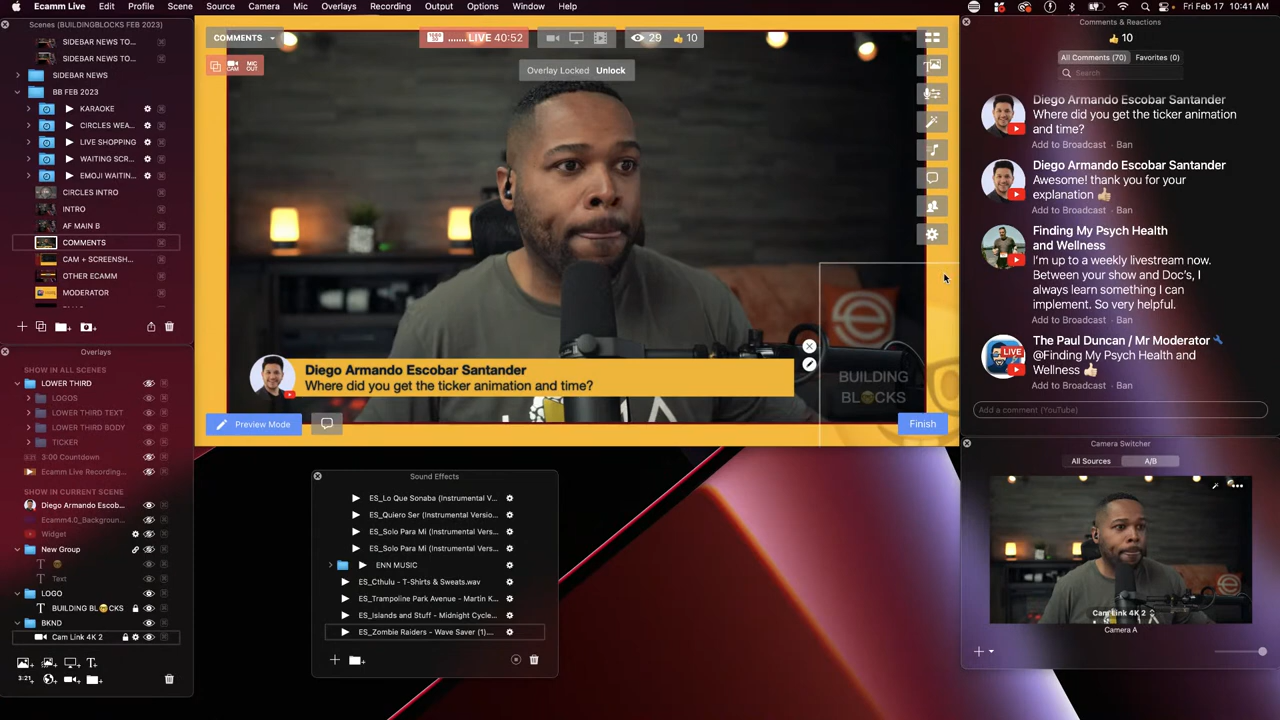 Ecamm Live Edit Profile Scene Source Camera Mic Overlays Recording Output Options Window Help
Fri Feb 17 10:41 AM
Scenes (BUILDINGBLOCKS FEB 2023)
SIDEBAR NEWS TO...
SIDEBAR NEWS TO...
SIDEBAR NEWS
BB FEB 2023
KARAOKE
CIRCLES WEA...
LIVE SHOPPING
WAITING SCR...
EMOJI WAITIN...
CIRCLES INTRO
INTRO
AF MAIN B
COMMENTS
CAM + SCREENSH...
OTHER ECAMM
MODERATOR
Overlays
SHOW IN ALL SCENES
LOWER THIRD
LOGOS
LOWER THIRD TEXT
LOWER THIRD BODY
TICKER
3:00 Countdown
Ecamm Live Recording...
SHOW IN CURRENT SCENE
Diego Armando Escob...
Ecamm4.0_Backgroun...
Widget
New Group
T 😎
Text
LOGO
BUILDING BL😎CKS
BKND
Cam Link 4K 2
3:21+
COMMENTS
LIVE 40:52
29
10
CAM
MIC OUT
Overlay Locked Unlock
Diego Armando Escobar Santander
Where did you get the ticker animation and time?
BUILDING
BL😎CKS
Preview Mode
Finish
Sound Effects
ES_Lo Que Sonaba (Instrumental V...
ES_Quiero Ser (Instrumental Versio...
ES_Solo Para Mi (Instrumental Vers...
ES_Solo Para Mi (Instrumental Vers...
ENN MUSIC
ES_Cthulu - T-Shirts & Sweats.wav
ES_Trampoline Park Avenue - Martin K...
ES_Islands and Stuff - Midnight Cycle...
ES_Zombie Raiders - Wave Saver (1)....
Comments & Reactions
👍 10
All Comments (70) Favorites (0)
Search
Diego Armando Escobar Santander
Where did you get the ticker animation
and time?
Add to Broadcast · Ban
Diego Armando Escobar Santander
Awesome! thank you for your
explanation 👍🏼
Add to Broadcast · Ban
Finding My Psych Health
and Wellness
I'm up to a weekly livestream now.
Between your show and Doc's, I
always learn something I can
implement. So very helpful.
Add to Broadcast · Ban
The Paul Duncan / Mr Moderator 🔧
@Finding My Psych Health and
Wellness 👍🏻
Add to Broadcast · Ban
LIVE
Add a comment (YouTube)
Camera Switcher
All Sources A/B
Cam Link 4K 2
Camera A